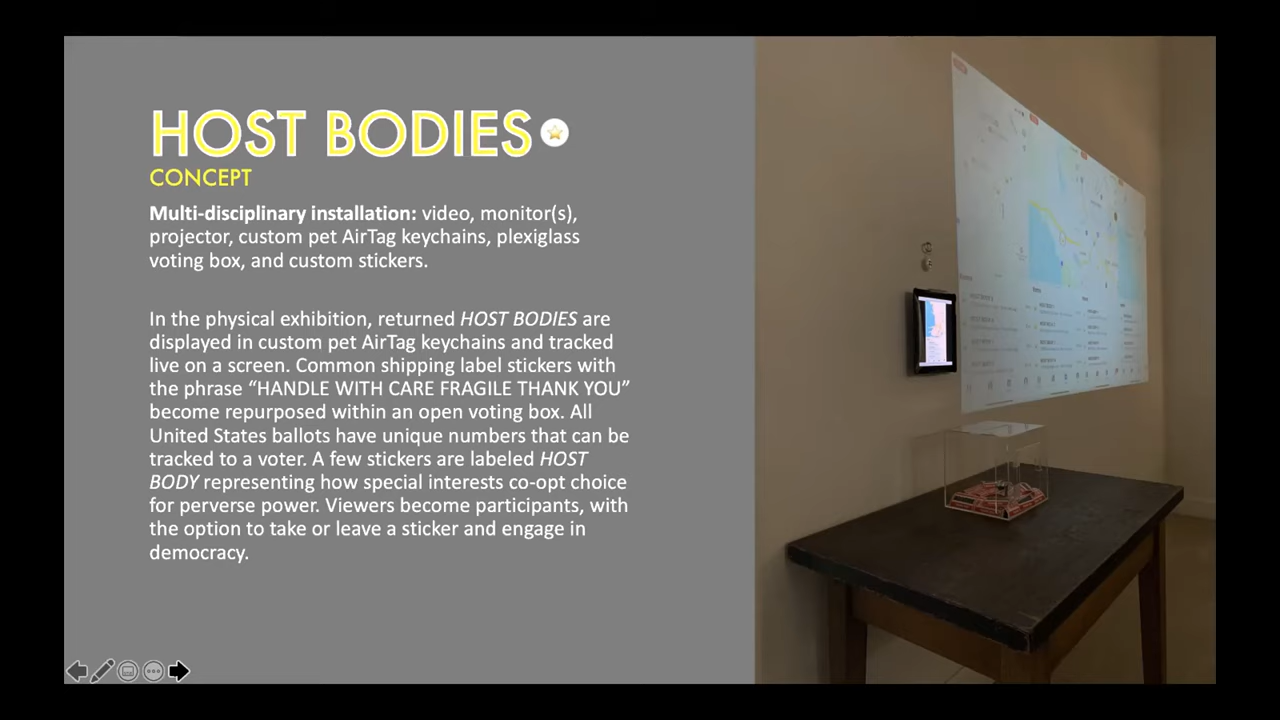 HOST BODIES
CONCEPT
Multi-disciplinary installation: video, monitor(s),
projector, custom pet AirTag keychains, plexiglass
voting box, and custom stickers.
In the physical exhibition, returned HOST BODIES are
displayed in custom pet AirTag keychains and tracked
live on a screen. Common shipping label stickers with
the phrase “HANDLE WITH CARE FRAGILE THANK YOU”
become repurposed within an open voting box. All
United States ballots have unique numbers that can be
tracked to a voter. A few stickers are labeled HOST
BODY representing how special interests co-opt choice
for perverse power. Viewers become participants, with
the option to take or leave a sticker and engage in
democracy.